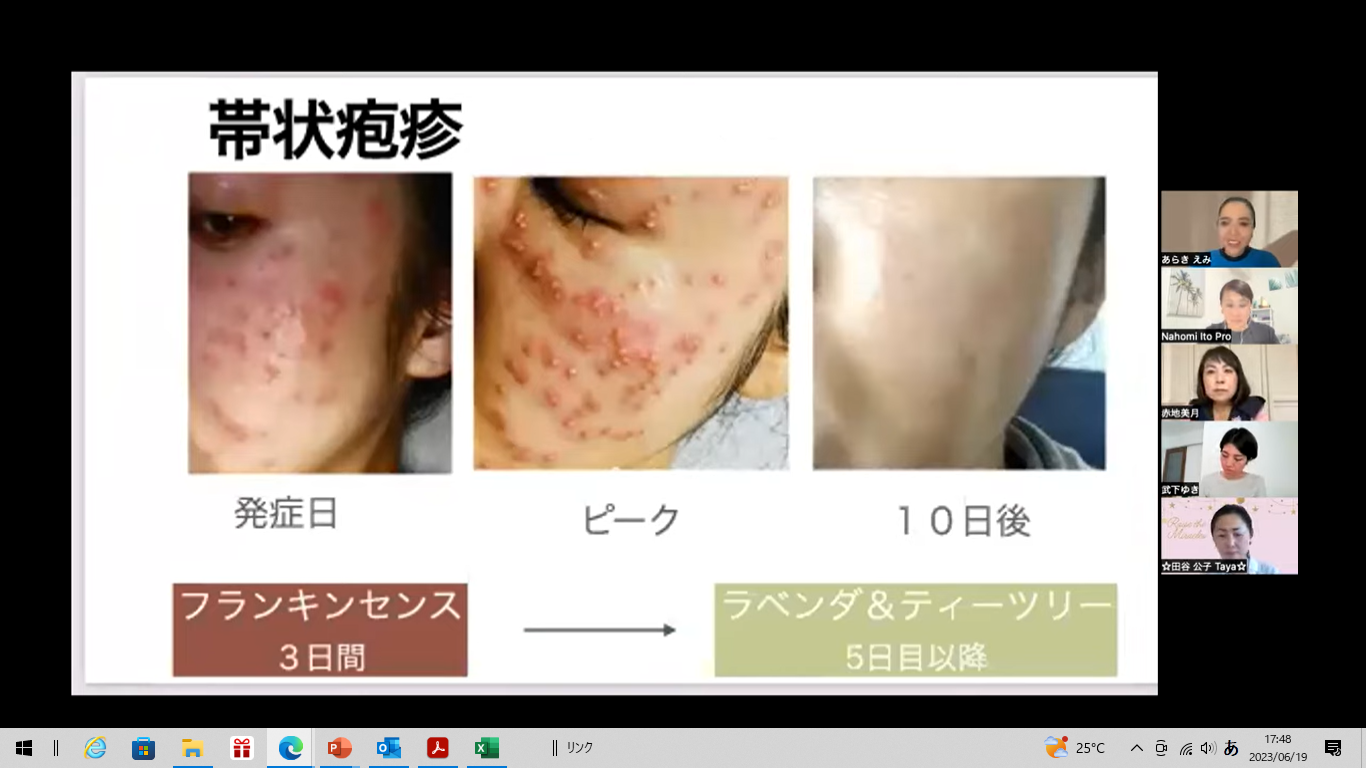 帯状疱疹
発症日
ピーク
１０日後
フランキンセンス
３日間
ラベンダ＆ティーツリー
5日目以降
あらき えみ
Nahomi Ito Pro
赤地美月
武下ゆき
Raise the
Miracles
☆田谷 公子 Taya☆
リンク
25°C
あ
17:48
2023/06/19